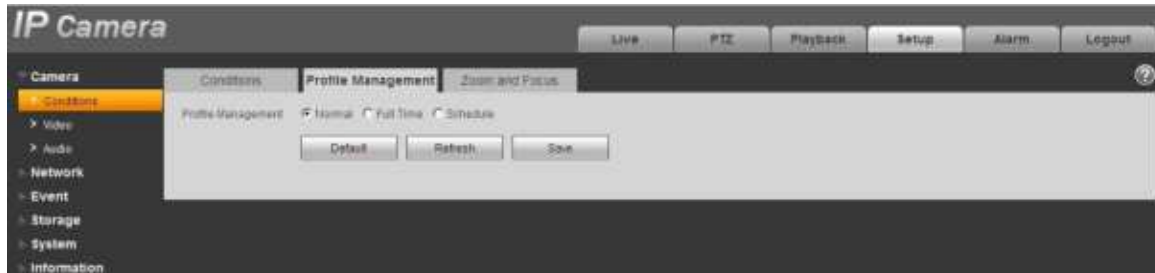 IP Camera
Live PTZ Playback Setup Alarm Logout
Camera
Conditions Profile Management Zoom and Focus
Conditions
Profile Management Normal Full Time Schedule
Video
Default Refresh Save
Audio
Network
Event
Storage
System
Information